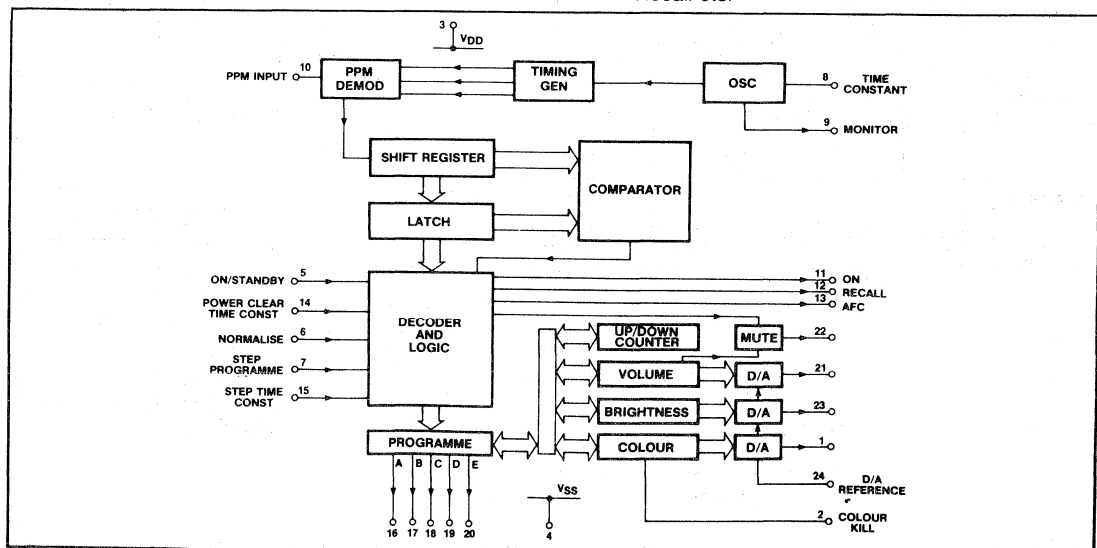 3
VDD
PPM INPUT
10
PPM DEMOD
TIMING GEN
OSC
8
TIME CONSTANT
9
MONITOR
SHIFT REGISTER
COMPARATOR
LATCH
ON/STANDBY
5
POWER CLEAR TIME CONST
14
NORMALISE
6
STEP PROGRAMME
7
STEP TIME CONST
15
DECODER AND LOGIC
11
ON
12
RECALL
13
AFC
UP/DOWN COUNTER
MUTE
22
VOLUME
D/A
21
BRIGHTNESS
D/A
23
COLOUR
D/A
1
PROGRAMME
A B C D E
16 17 18 19 20
VSS
4
24
D/A REFERENCE
2
COLOUR KILL